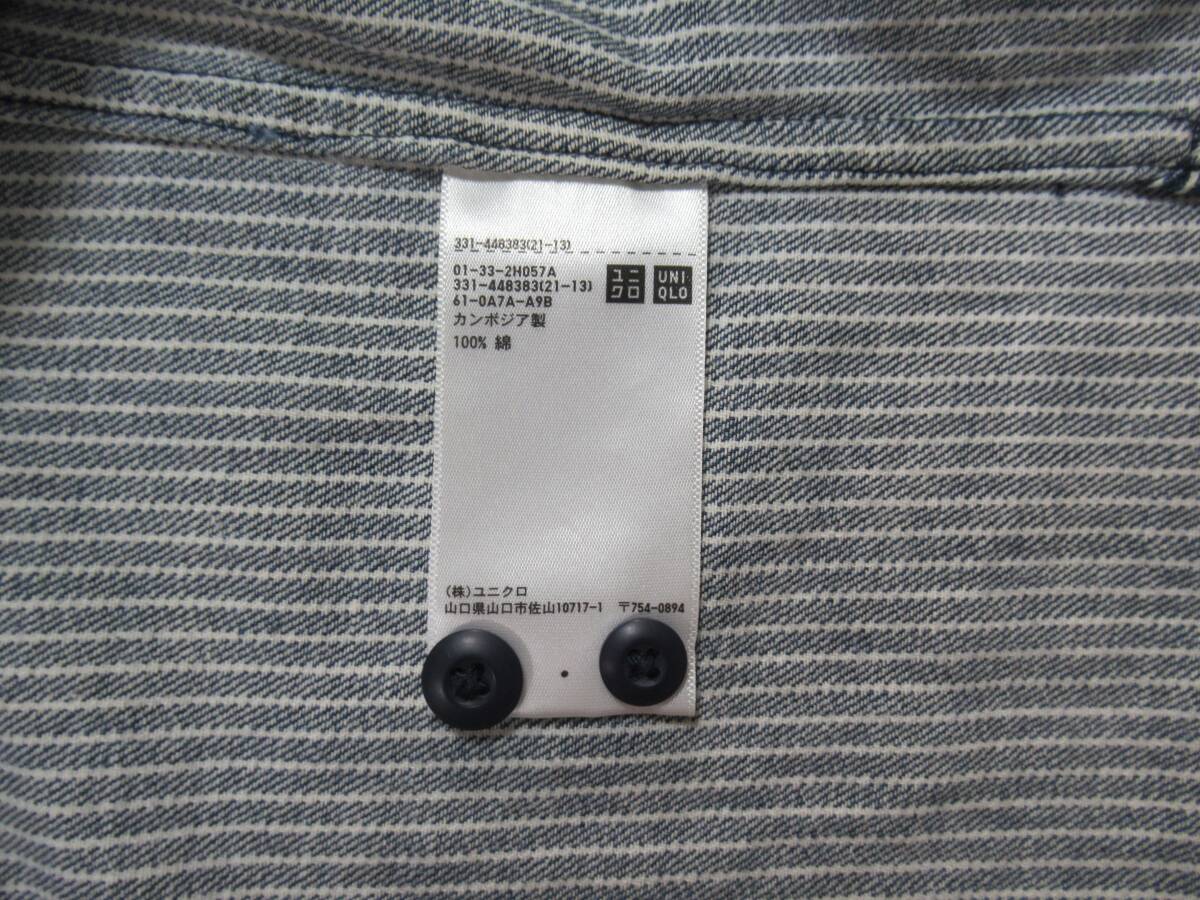 331-448383(21-13)
01-33-2H057A
331-448383(21-13)
61-0A7A-A9B
カンボジア製
100% 綿
ユニ
クロ
UNI
QLO
(株)ユニクロ
山口県山口市佐山10717-1 〒754-0894